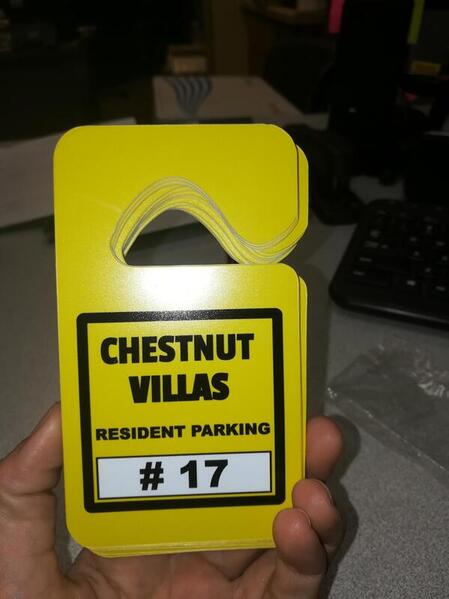 CHESTNUT
VILLAS
RESIDENT PARKING
# 17